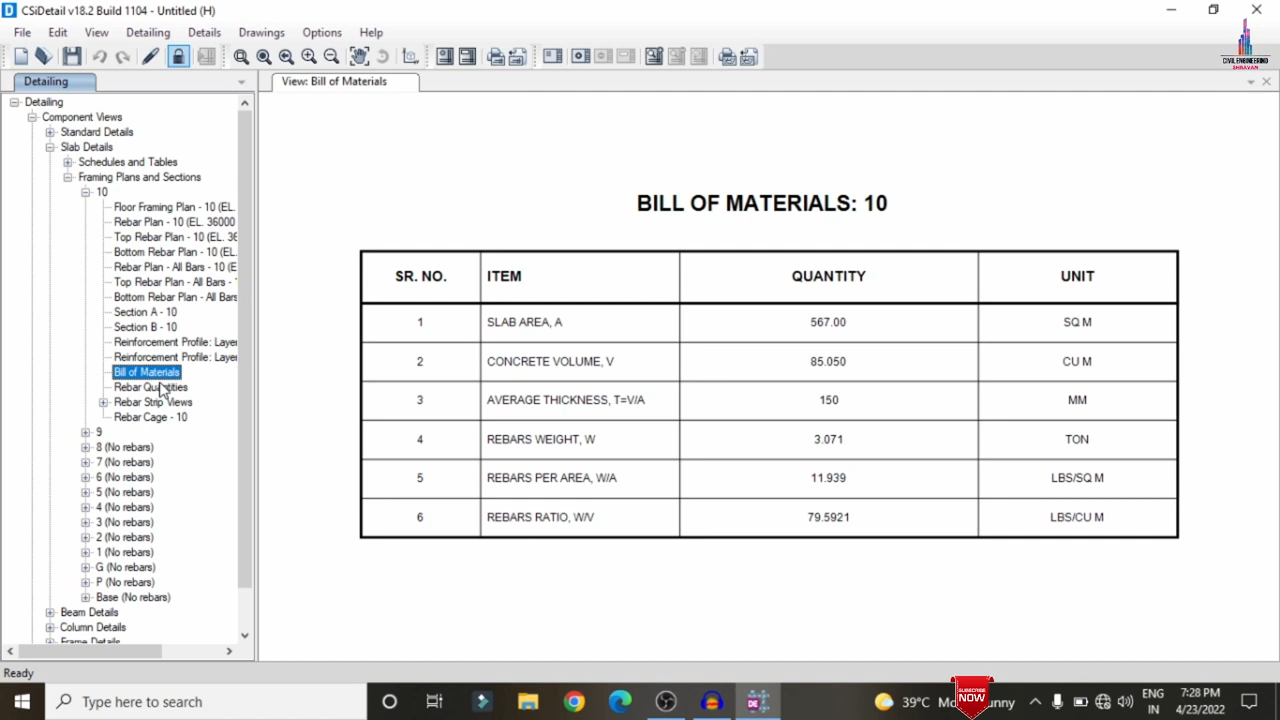 CSiDetail v18.2 Build 1104 - Untitled (H)
File Edit View Detailing Details Drawings Options Help
CIVIL ENGINEERING
SHRAVAN
Detailing
View: Bill of Materials
Detailing
Component Views
Standard Details
Slab Details
Schedules and Tables
Framing Plans and Sections
10
Floor Framing Plan - 10 (EL.
Rebar Plan - 10 (EL. 36000
Top Rebar Plan - 10 (EL. 36
Bottom Rebar Plan - 10 (EL.
Rebar Plan - All Bars - 10 (E
Top Rebar Plan - All Bars -
Bottom Rebar Plan - All Bars
Section A - 10
Section B - 10
Reinforcement Profile: Layer
Reinforcement Profile: Layer
Bill of Materials
Rebar Quantities
Rebar Strip Views
Rebar Cage - 10
9
8 (No rebars)
7 (No rebars)
6 (No rebars)
5 (No rebars)
4 (No rebars)
3 (No rebars)
2 (No rebars)
1 (No rebars)
G (No rebars)
P (No rebars)
Base (No rebars)
Beam Details
Column Details
Frame Details
BILL OF MATERIALS: 10
SR. NO. ITEM QUANTITY UNIT
1 SLAB AREA, A 567.00 SQ M
2 CONCRETE VOLUME, V 85.050 CU M
3 AVERAGE THICKNESS, T=V/A 150 MM
4 REBARS WEIGHT, W 3.071 TON
5 REBARS PER AREA, W/A 11.939 LBS/SQ M
6 REBARS RATIO, W/V 79.5921 LBS/CU M
Ready
Type here to search
39°C
SUBSCRIBE
NOW
ENG
IN
7:28 PM
4/23/2022